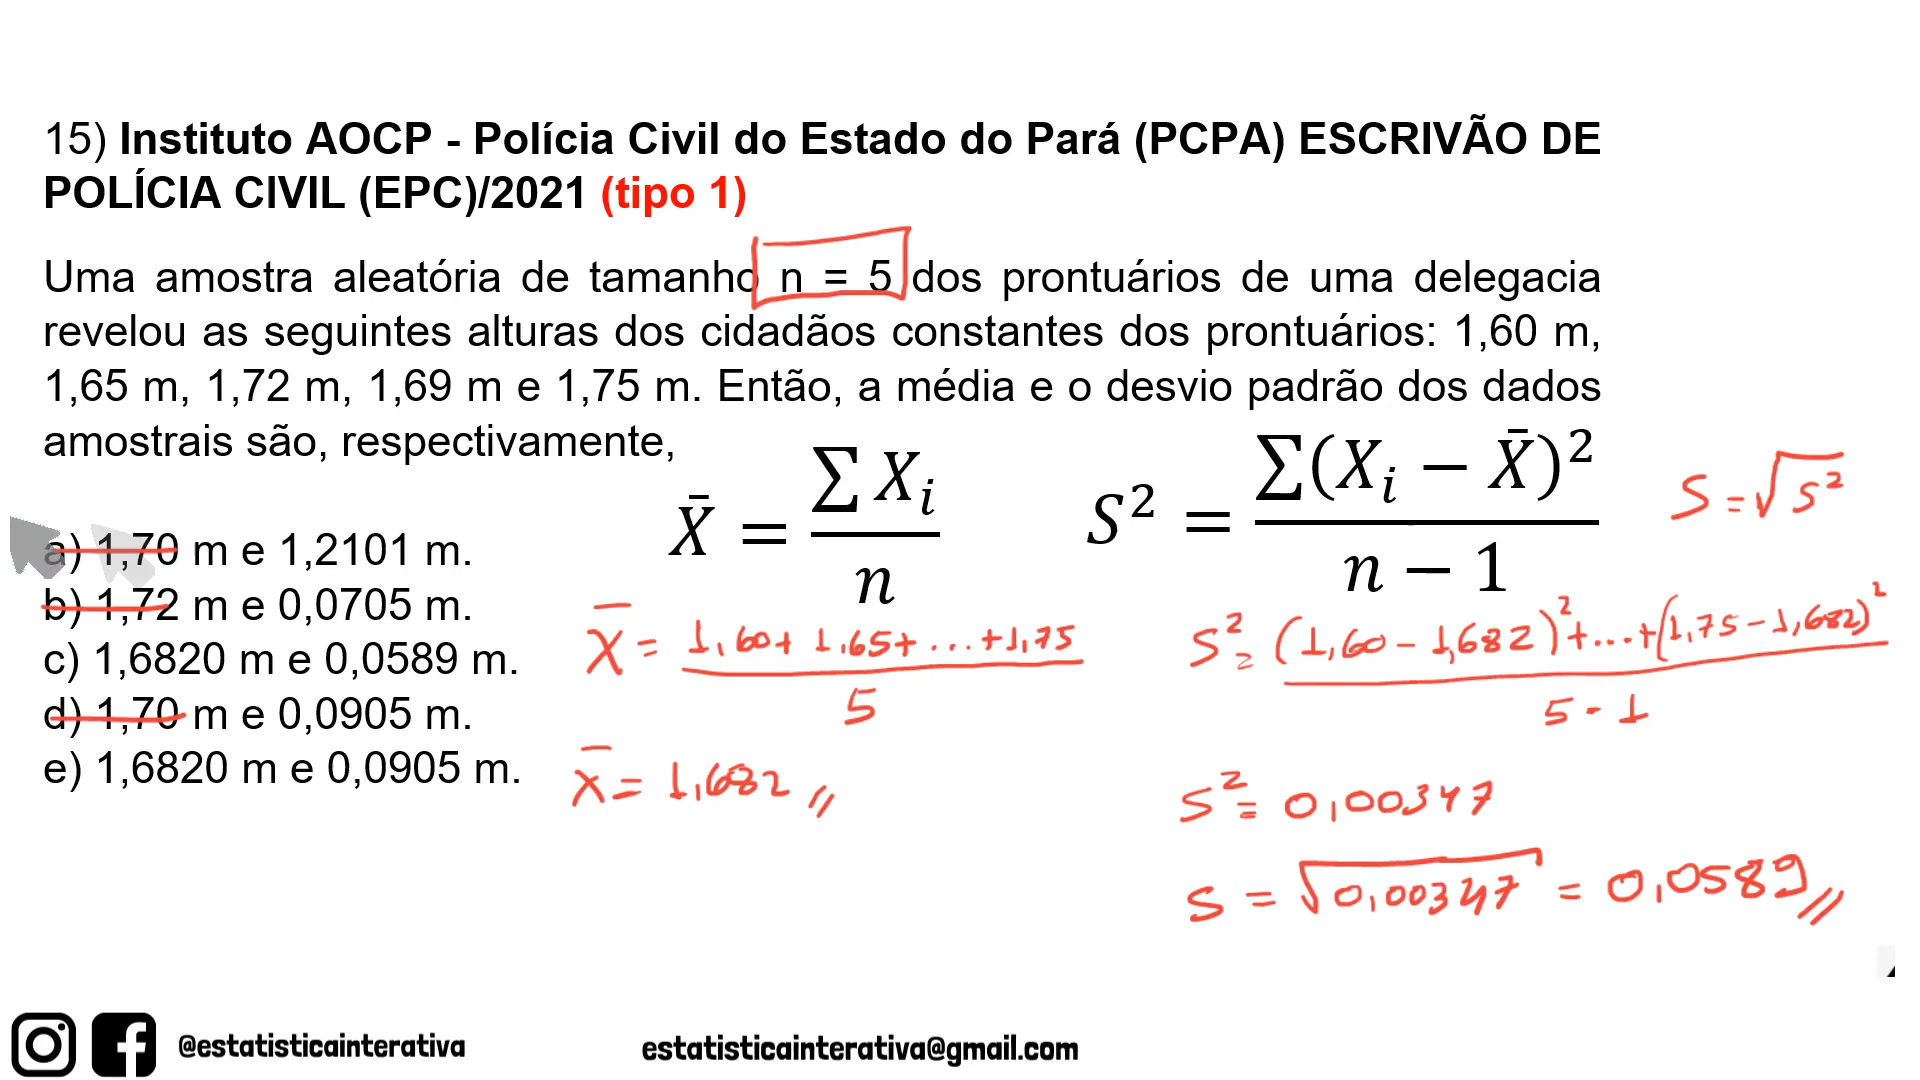 15) Instituto AOCP - Polícia Civil do Estado do Pará (PCPA) ESCRIVÃO DE
POLÍCIA CIVIL (EPC)/2021 (tipo 1)
Uma amostra aleatória de tamanho n = 5 dos prontuários de uma delegacia
revelou as seguintes alturas dos cidadãos constantes dos prontuários: 1,60 m,
1,65 m, 1,72 m, 1,69 m e 1,75 m. Então, a média e o desvio padrão dos dados
amostrais são, respectivamente,
X̄ = ∑ Xᵢ / n
S² = ∑(Xᵢ − X̄)² / n − 1
S = √S²
a) 1,70 m e 1,2101 m.
b) 1,72 m e 0,0705 m.
c) 1,6820 m e 0,0589 m.
d) 1,70 m e 0,0905 m.
e) 1,6820 m e 0,0905 m.
X̄ = 1,60 + 1,65 + ... + 1,75 / 5
X̄ = 1,682 //
S² = (1,60 - 1,682)² + ... + (1,75 - 1,682)² / 5 - 1
S² = 0,00347
S = √0,00347 = 0,0589 //
@estatisticainterativa
estatisticainterativa@gmail.com